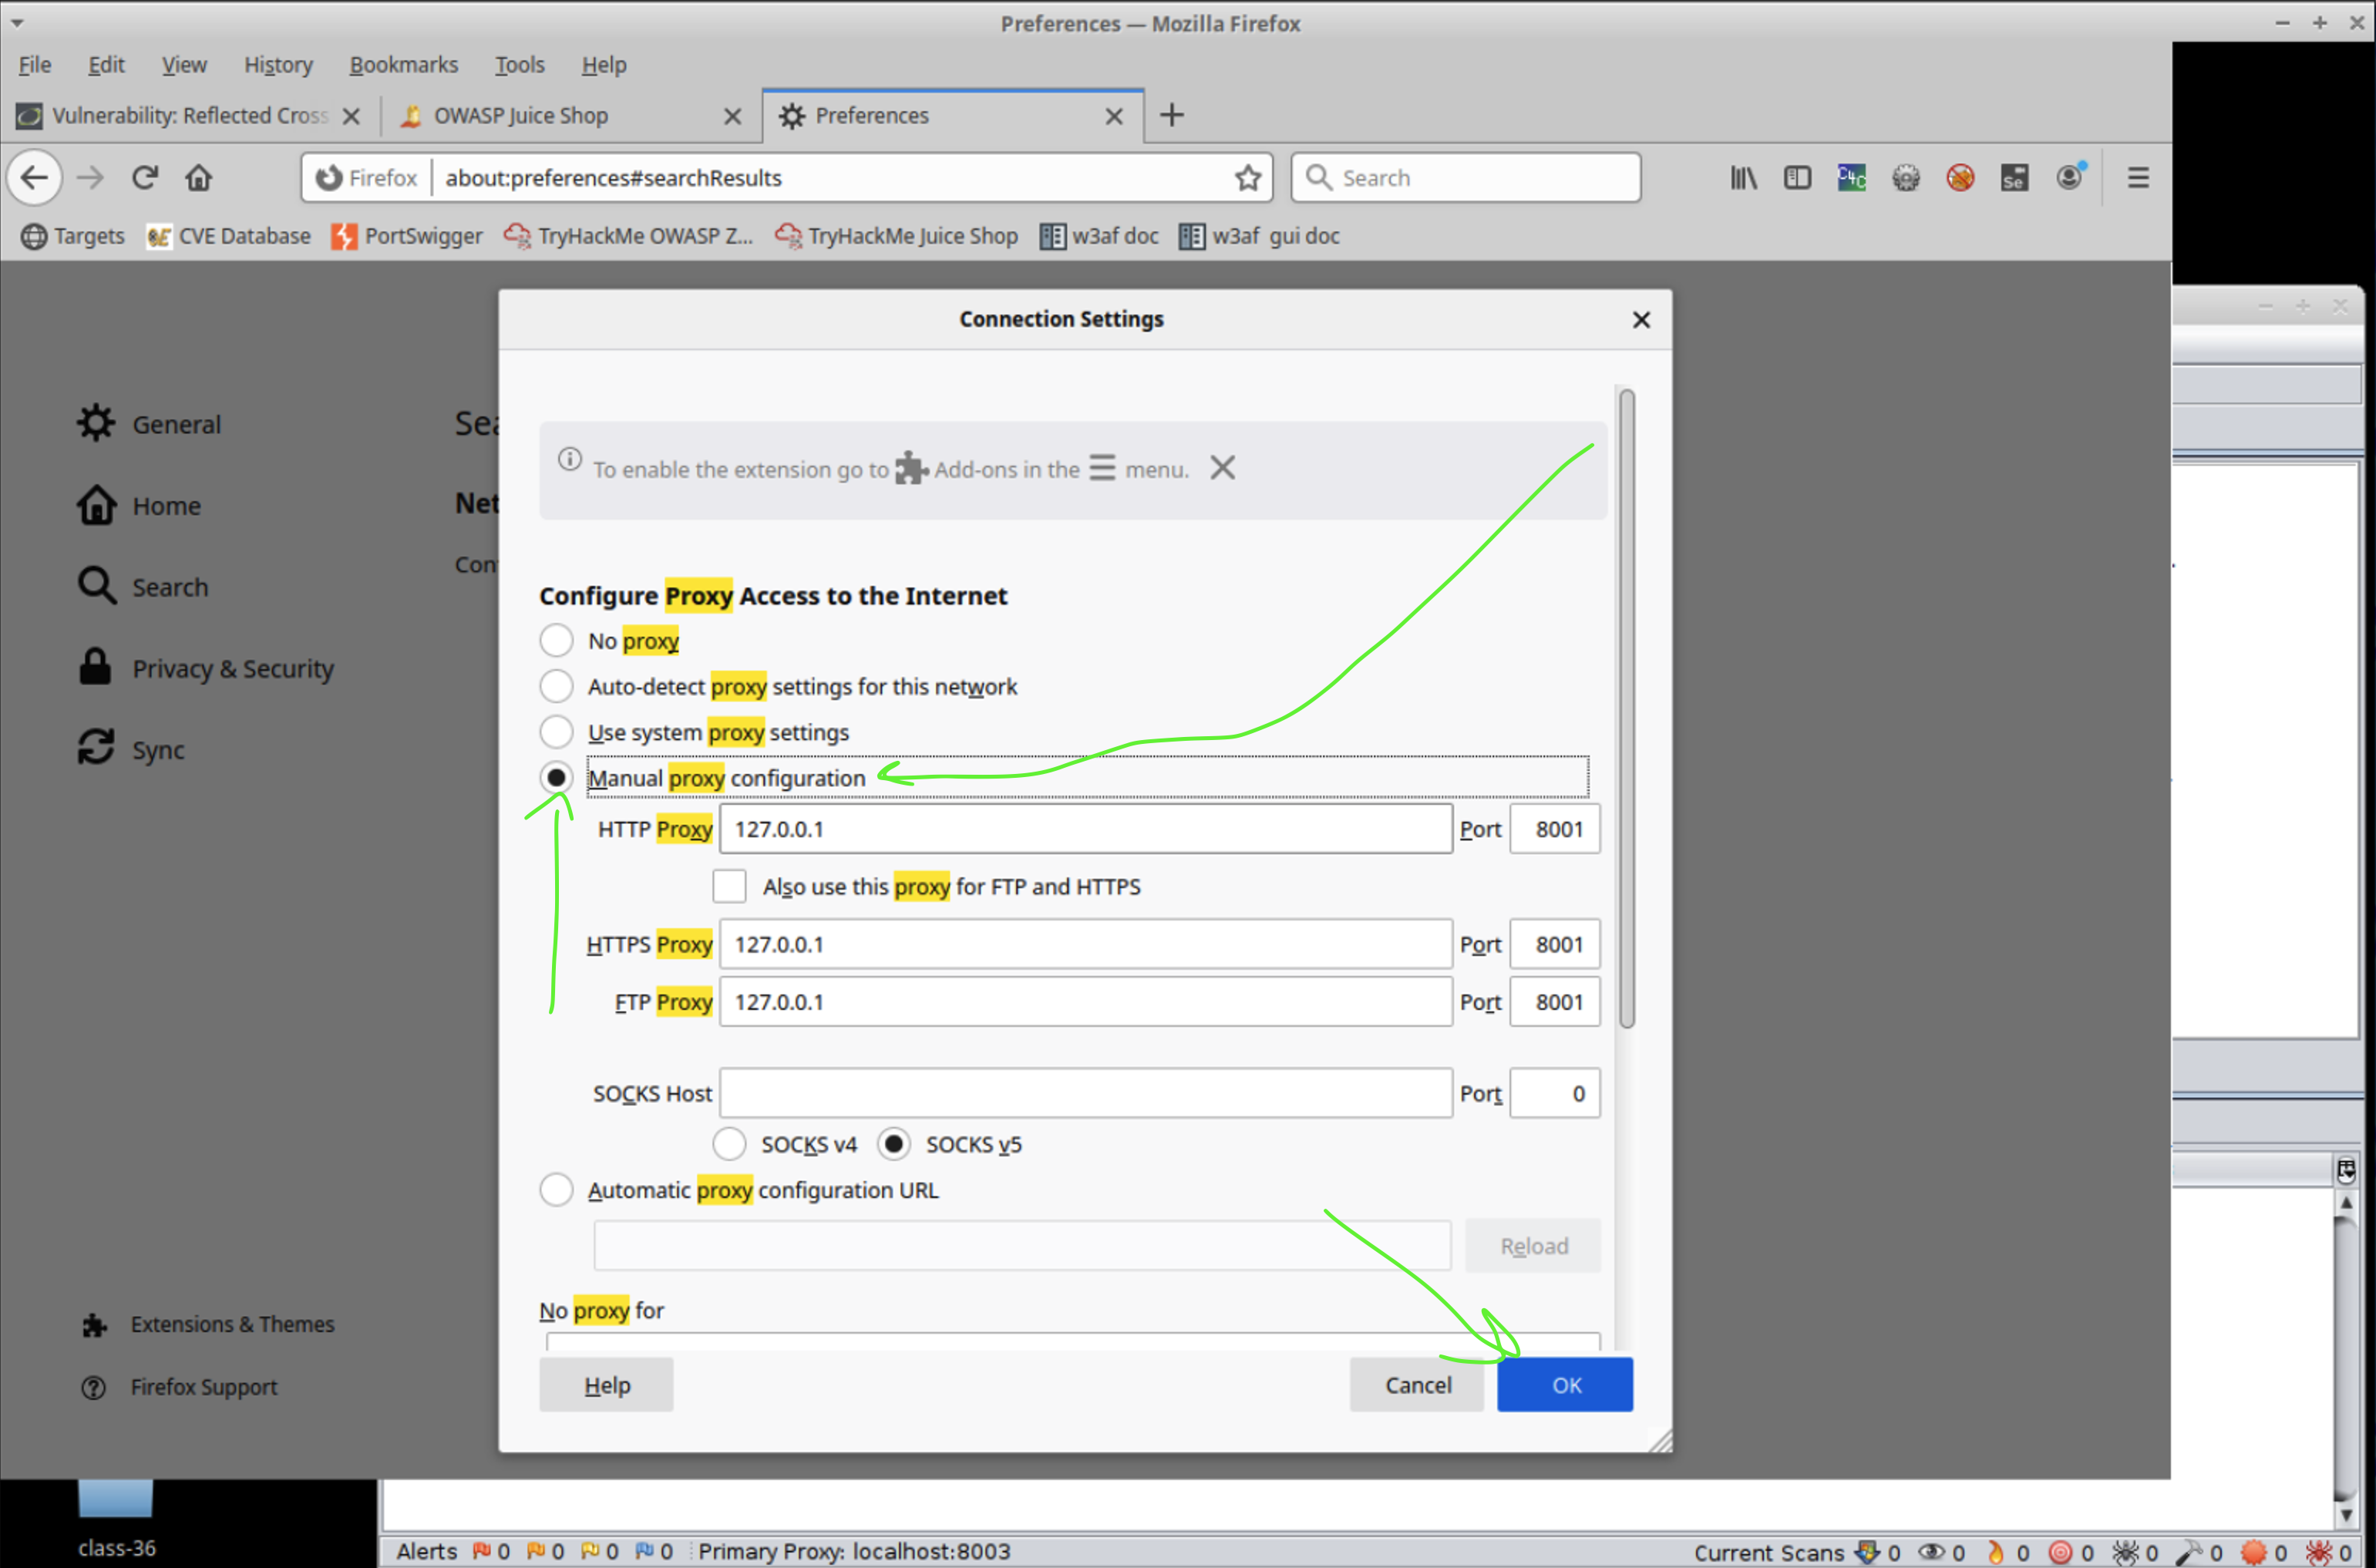 Preferences — Mozilla Firefox
File Edit View History Bookmarks Tools Help
Vulnerability: Reflected Cross OWASP Juice Shop Preferences
Firefox about:preferences#searchResults Search
Targets CVE Database PortSwigger TryHackMe OWASP Z... TryHackMe Juice Shop w3af doc w3af gui doc
Connection Settings
General
Home
Search
Privacy & Security
Sync
Extensions & Themes
Firefox Support
Sea
Net
Con
To enable the extension go to Add-ons in the menu.
Configure Proxy Access to the Internet
No proxy
Auto-detect proxy settings for this network
Use system proxy settings
Manual proxy configuration
HTTP Proxy 127.0.0.1 Port 8001
Also use this proxy for FTP and HTTPS
HTTPS Proxy 127.0.0.1 Port 8001
FTP Proxy 127.0.0.1 Port 8001
SOCKS Host Port 0
SOCKS v4 SOCKS v5
Automatic proxy configuration URL
Reload
No proxy for
Help Cancel OK
class-36
Alerts 0 0 0 0 Primary Proxy: localhost:8003 Current Scans 0 0 0 0 0 0 0 0